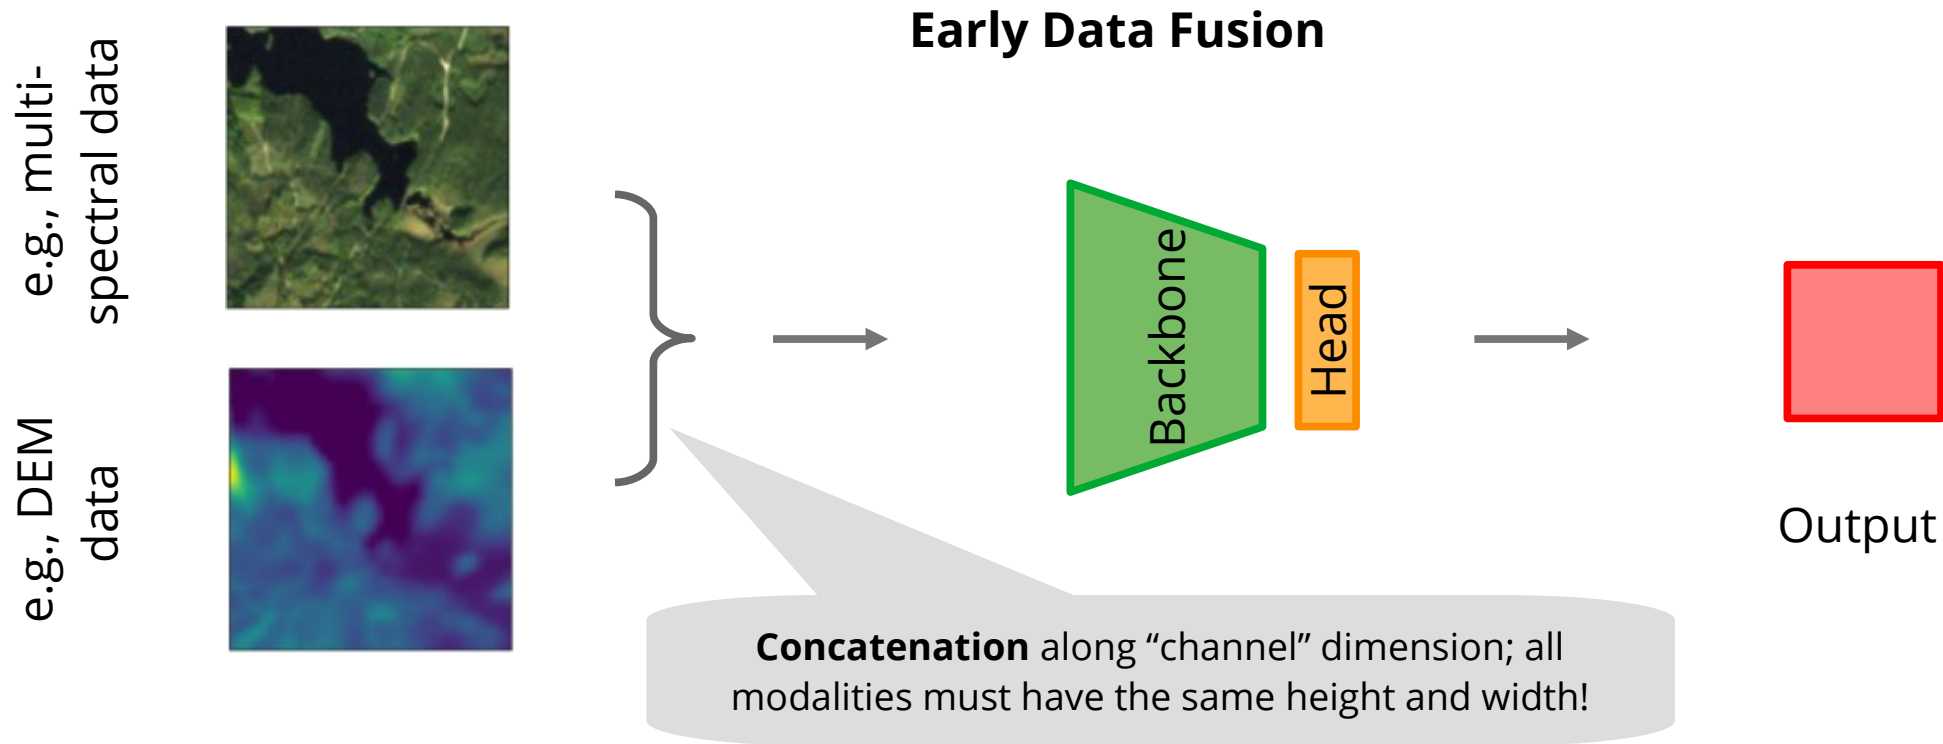 Early Data Fusion
e.g., multi-
spectral data
e.g., DEM
data
Backbone
Head
Output
Concatenation along “channel” dimension; all
modalities must have the same height and width!